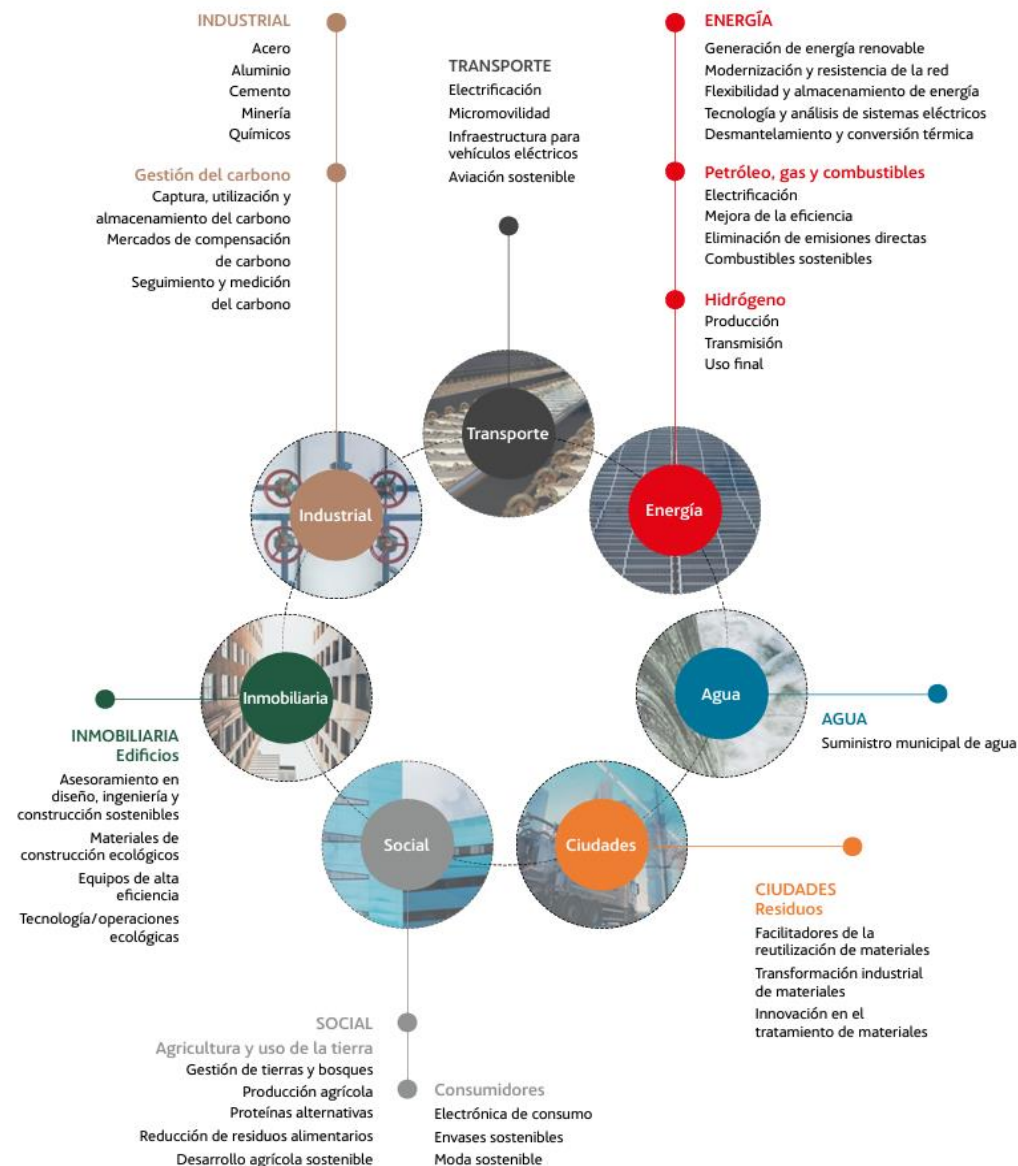 INDUSTRIAL
Acero
Aluminio
Cemento
Minería
Químicos
Gestión del carbono
Captura, utilización y
almacenamiento del carbono
Mercados de compensación
de carbono
Seguimiento y medición
del carbono
TRANSPORTE
Electrificación
Micromovilidad
Infraestructura para
vehículos eléctricos
Aviación sostenible
ENERGÍA
Generación de energía renovable
Modernización y resistencia de la red
Flexibilidad y almacenamiento de energía
Tecnología y análisis de sistemas eléctricos
Desmantelamiento y conversión térmica
Petróleo, gas y combustibles
Electrificación
Mejora de la eficiencia
Eliminación de emisiones directas
Combustibles sostenibles
Hidrógeno
Producción
Transmisión
Uso final
Transporte
Industrial
Energía
Inmobiliaria
Agua
Social
Ciudades
INMOBILIARIA
Edificios
Asesoramiento en
diseño, ingeniería y
construcción sostenibles
Materiales de
construcción ecológicos
Equipos de alta
eficiencia
Tecnología/operaciones
ecológicas
AGUA
Suministro municipal de agua
CIUDADES
Residuos
Facilitadores de la
reutilización de materiales
Transformación industrial
de materiales
Innovación en el
tratamiento de materiales
SOCIAL
Agricultura y uso de la tierra
Gestión de tierras y bosques
Producción agrícola
Proteínas alternativas
Reducción de residuos alimentarios
Desarrollo agrícola sostenible
Consumidores
Electrónica de consumo
Envases sostenibles
Moda sostenible